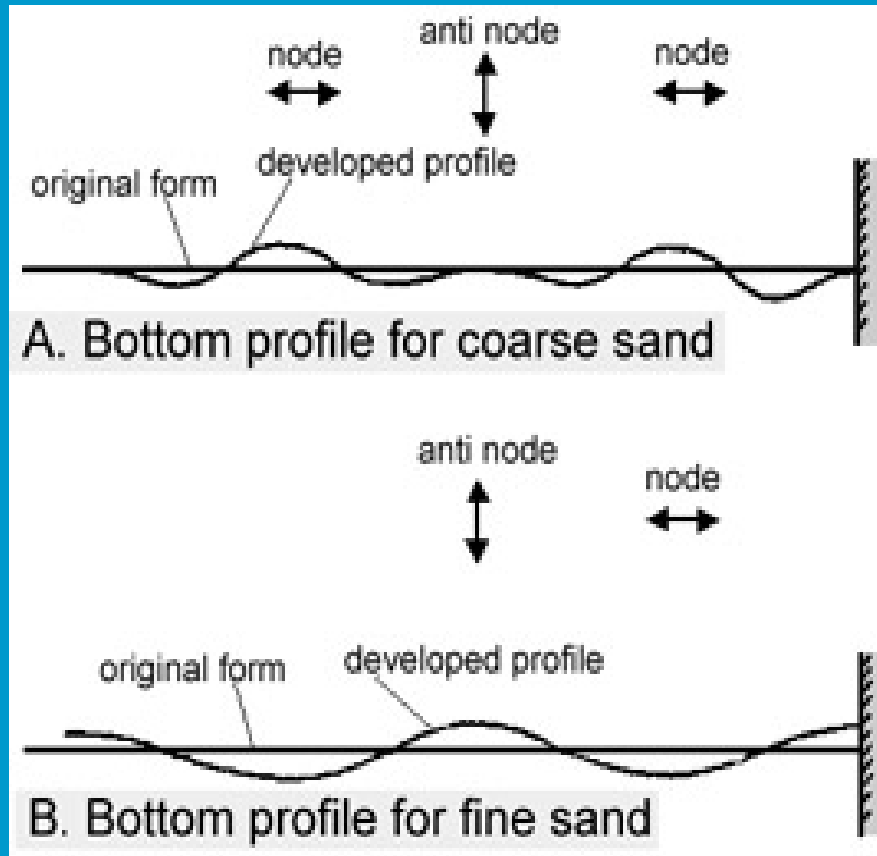 anti node
node
node
developed profile
original form
A. Bottom profile for coarse sand
anti node
node
original form
developed profile
B. Bottom profile for fine sand